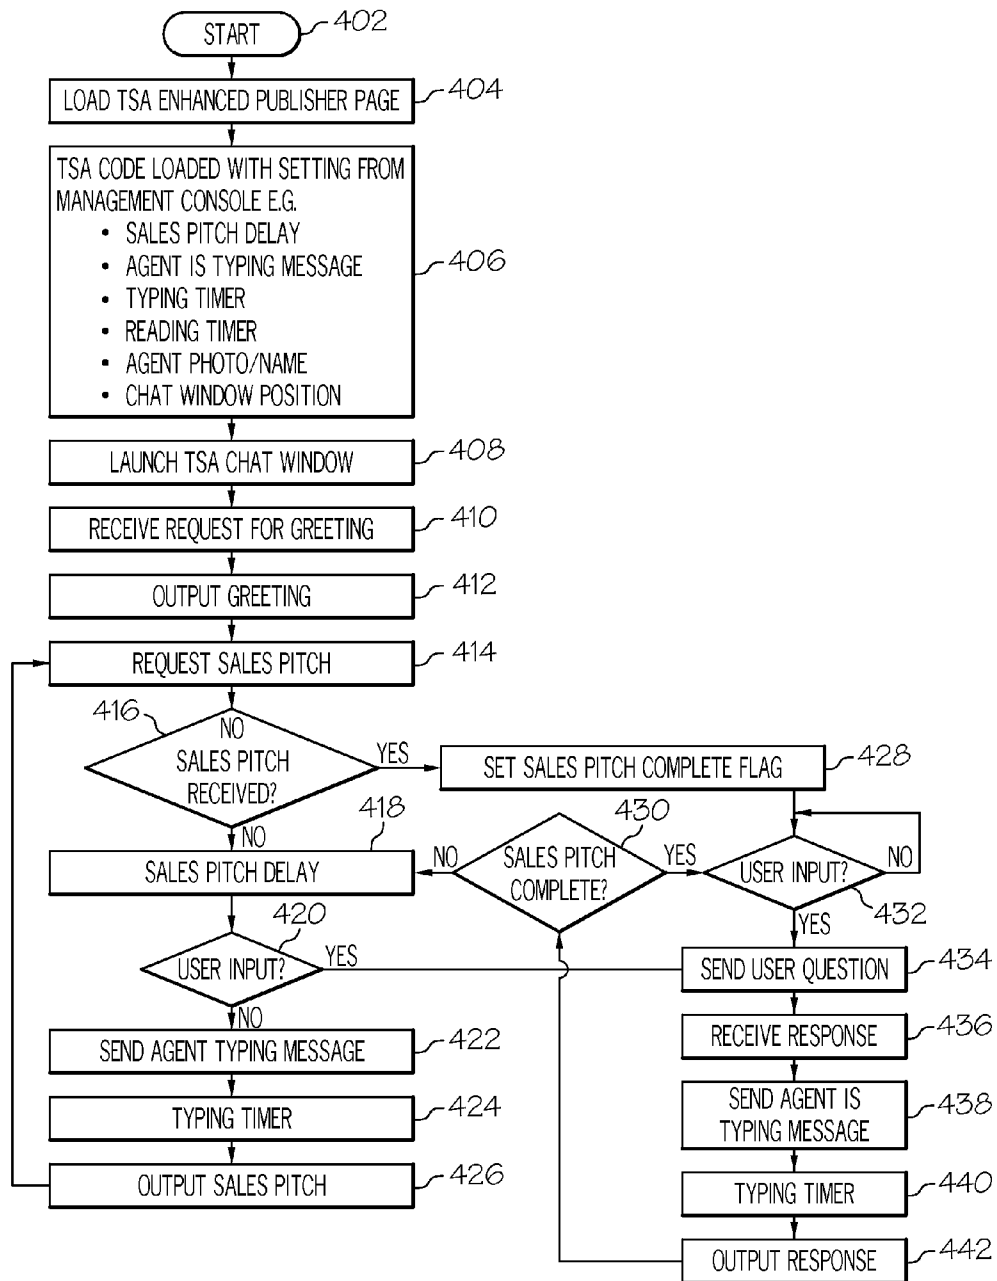 START
402
LOAD TSA ENHANCED PUBLISHER PAGE
404
TSA CODE LOADED WITH SETTING FROM
MANAGEMENT CONSOLE E.G.
• SALES PITCH DELAY
• AGENT IS TYPING MESSAGE
• TYPING TIMER
• READING TIMER
• AGENT PHOTO/NAME
• CHAT WINDOW POSITION
406
LAUNCH TSA CHAT WINDOW
408
RECEIVE REQUEST FOR GREETING
410
OUTPUT GREETING
412
REQUEST SALES PITCH
414
416
NO
SALES PITCH
RECEIVED?
YES
NO
SET SALES PITCH COMPLETE FLAG
428
418
SALES PITCH DELAY
430
NO
SALES PITCH
COMPLETE?
YES
USER INPUT?
NO
432
YES
420
USER INPUT?
YES
NO
SEND USER QUESTION
434
SEND AGENT TYPING MESSAGE
422
RECEIVE RESPONSE
436
TYPING TIMER
424
SEND AGENT IS
TYPING MESSAGE
438
OUTPUT SALES PITCH
426
TYPING TIMER
440
OUTPUT RESPONSE
442